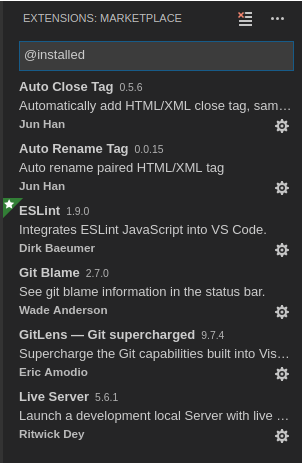 EXTENSIONS: MARKETPLACE
@installed
Auto Close Tag 0.5.6
Automatically add HTML/XML close tag, sam…
Jun Han
Auto Rename Tag 0.0.15
Auto rename paired HTML/XML tag
Jun Han
ESLint 1.9.0
Integrates ESLint JavaScript into VS Code.
Dirk Baeumer
Git Blame 2.7.0
See git blame information in the status bar.
Wade Anderson
GitLens — Git supercharged 9.7.4
Supercharge the Git capabilities built into Vis…
Eric Amodio
Live Server 5.6.1
Launch a development local Server with live …
Ritwick Dey